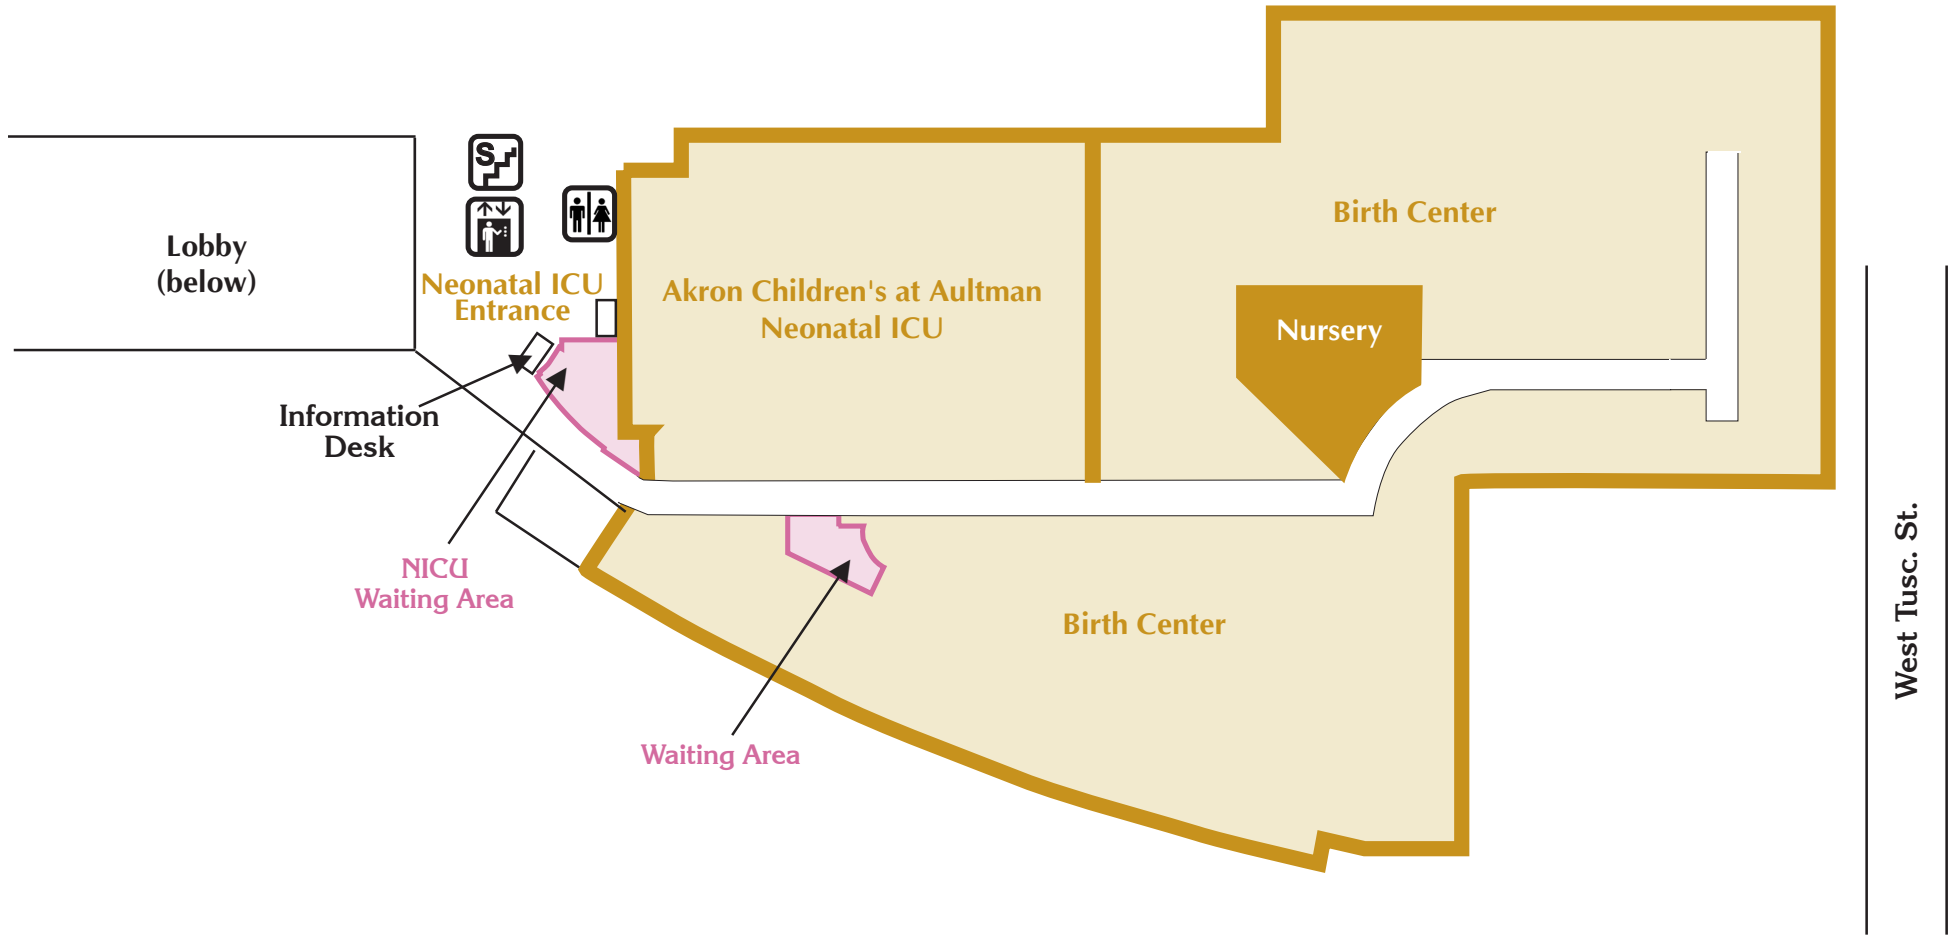 S
Lobby
(below)
Neonatal ICU
Entrance
Akron Children's at Aultman
Neonatal ICU
Birth Center
Nursery
Information
Desk
NICU
Waiting Area
Waiting Area
Birth Center
West Tusc. St.